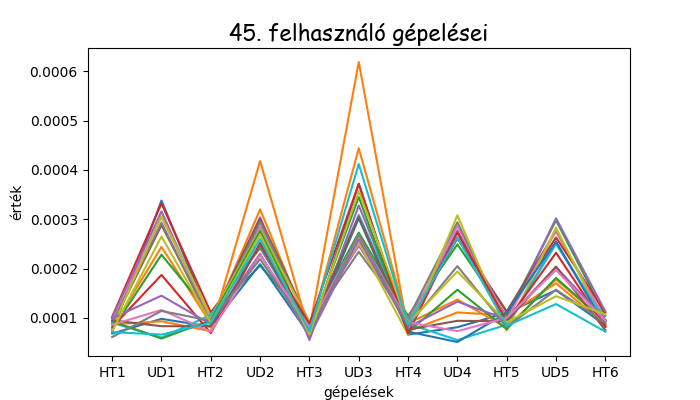 45. felhasználó gépelései
érték
0.0006
0.0005
0.0004
0.0003
0.0002
0.0001
HT1 UD1 HT2 UD2 HT3 UD3 HT4 UD4 HT5 UD5 HT6
gépelések